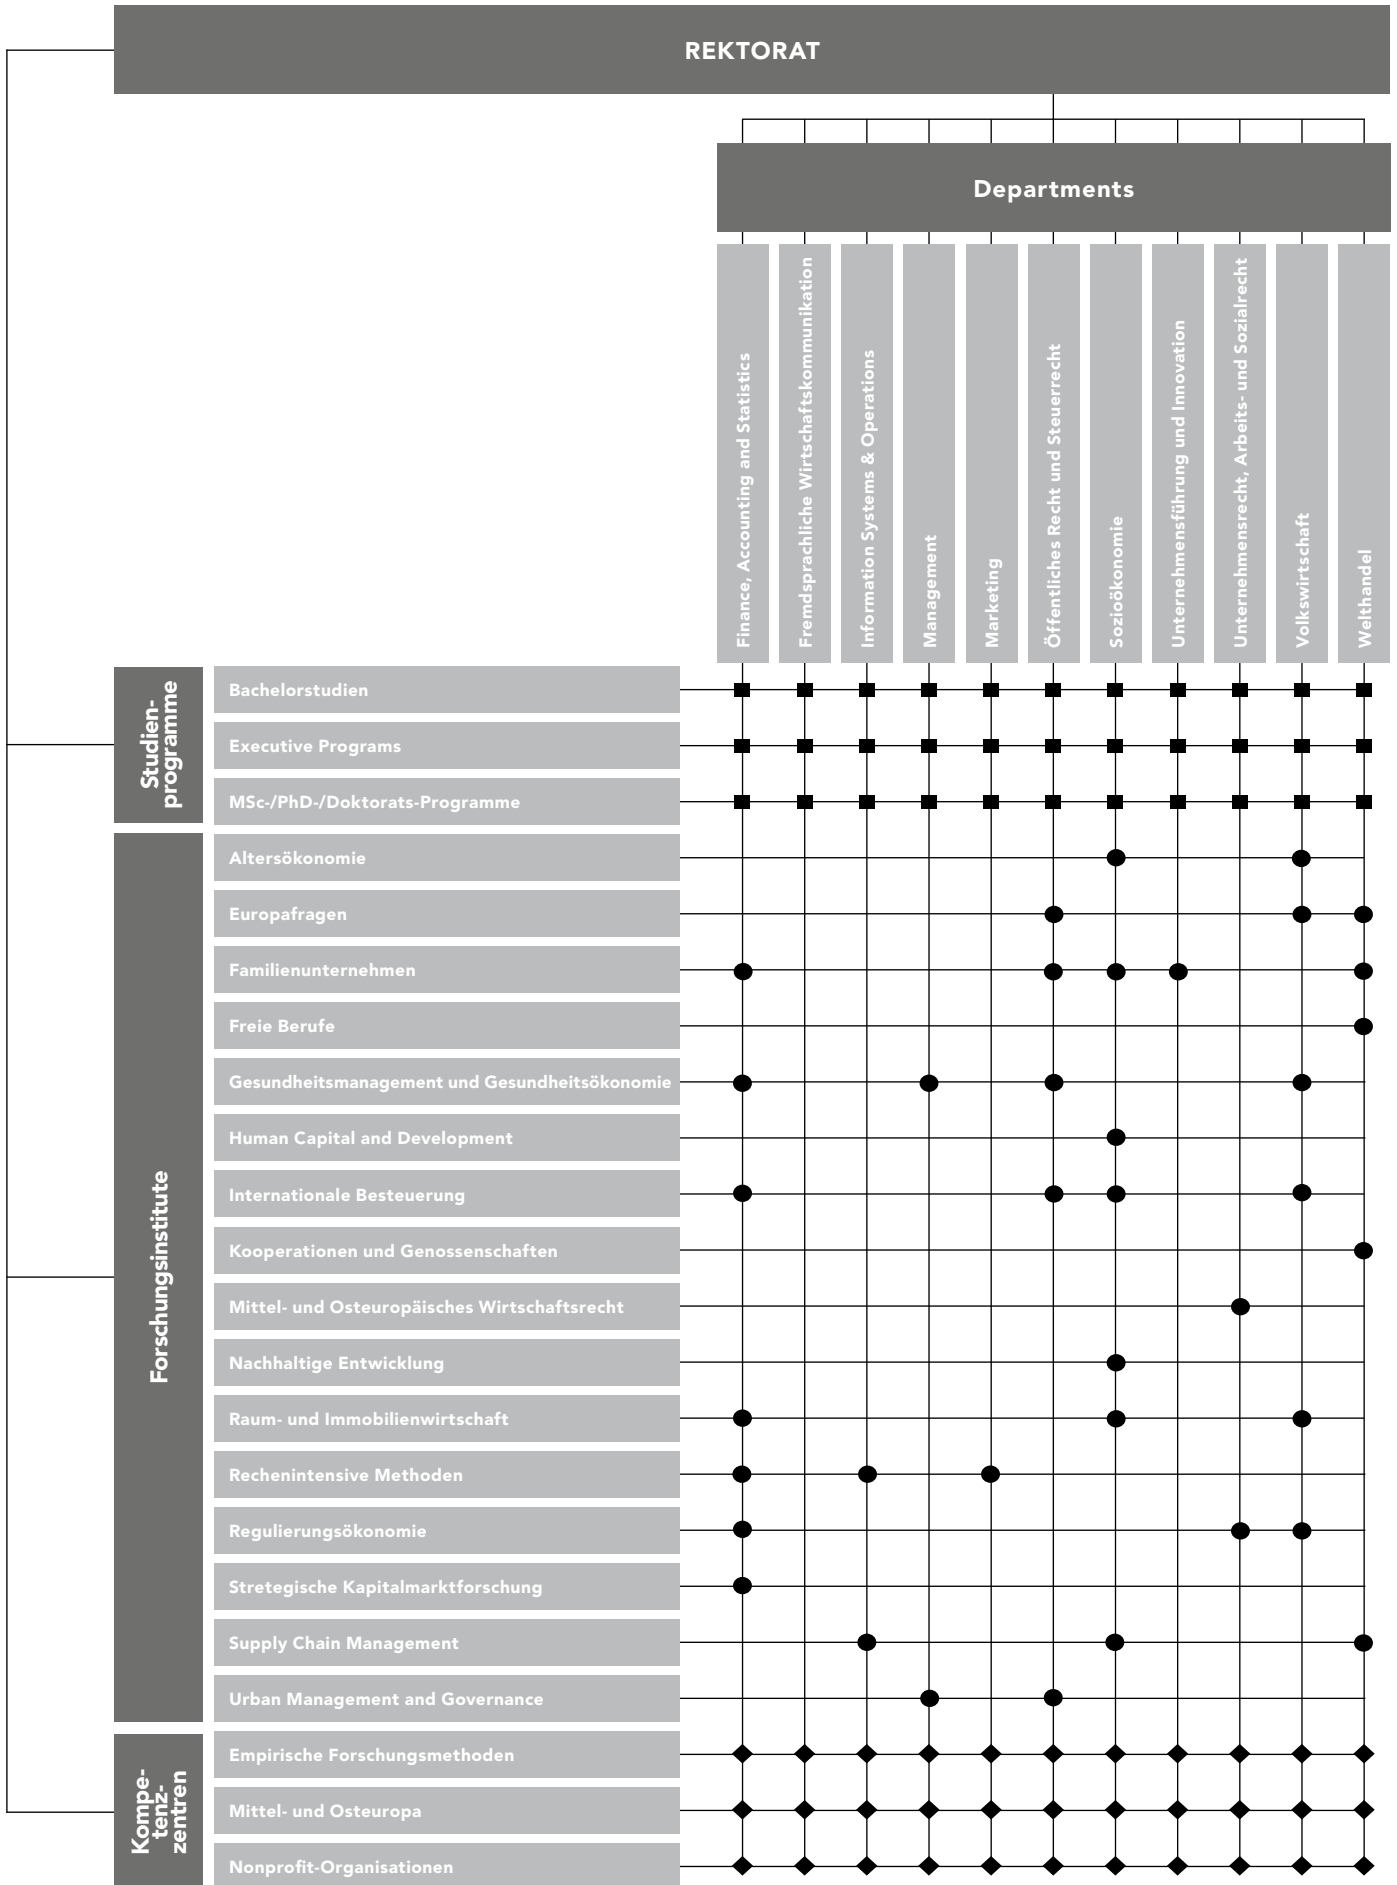 REKTORAT
Departments
Finance, Accounting and Statistics
Fremdsprachliche Wirtschaftskommunikation
Information Systems & Operations
Management
Marketing
Öffentliches Recht und Steuerrecht
Sozioökonomie
Unternehmensführung und Innovation
Unternehmensrecht, Arbeits- und Sozialrecht
Volkswirtschaft
Welthandel
Studien-
programme
Bachelorstudien
Executive Programs
MSc-/PhD-/Doktorats-Programme
Forschungsinstitute
Altersökonomie
Europafragen
Familienunternehmen
Freie Berufe
Gesundheitsmanagement und Gesundheitsökonomie
Human Capital and Development
Internationale Besteuerung
Kooperationen und Genossenschaften
Mittel- und Osteuropäisches Wirtschaftsrecht
Nachhaltige Entwicklung
Raum- und Immobilienwirtschaft
Rechenintensive Methoden
Regulierungsökonomie
Stretegische Kapitalmarktforschung
Supply Chain Management
Urban Management and Governance
Kompe-
tenz-
zentren
Empirische Forschungsmethoden
Mittel- und Osteuropa
Nonprofit-Organisationen